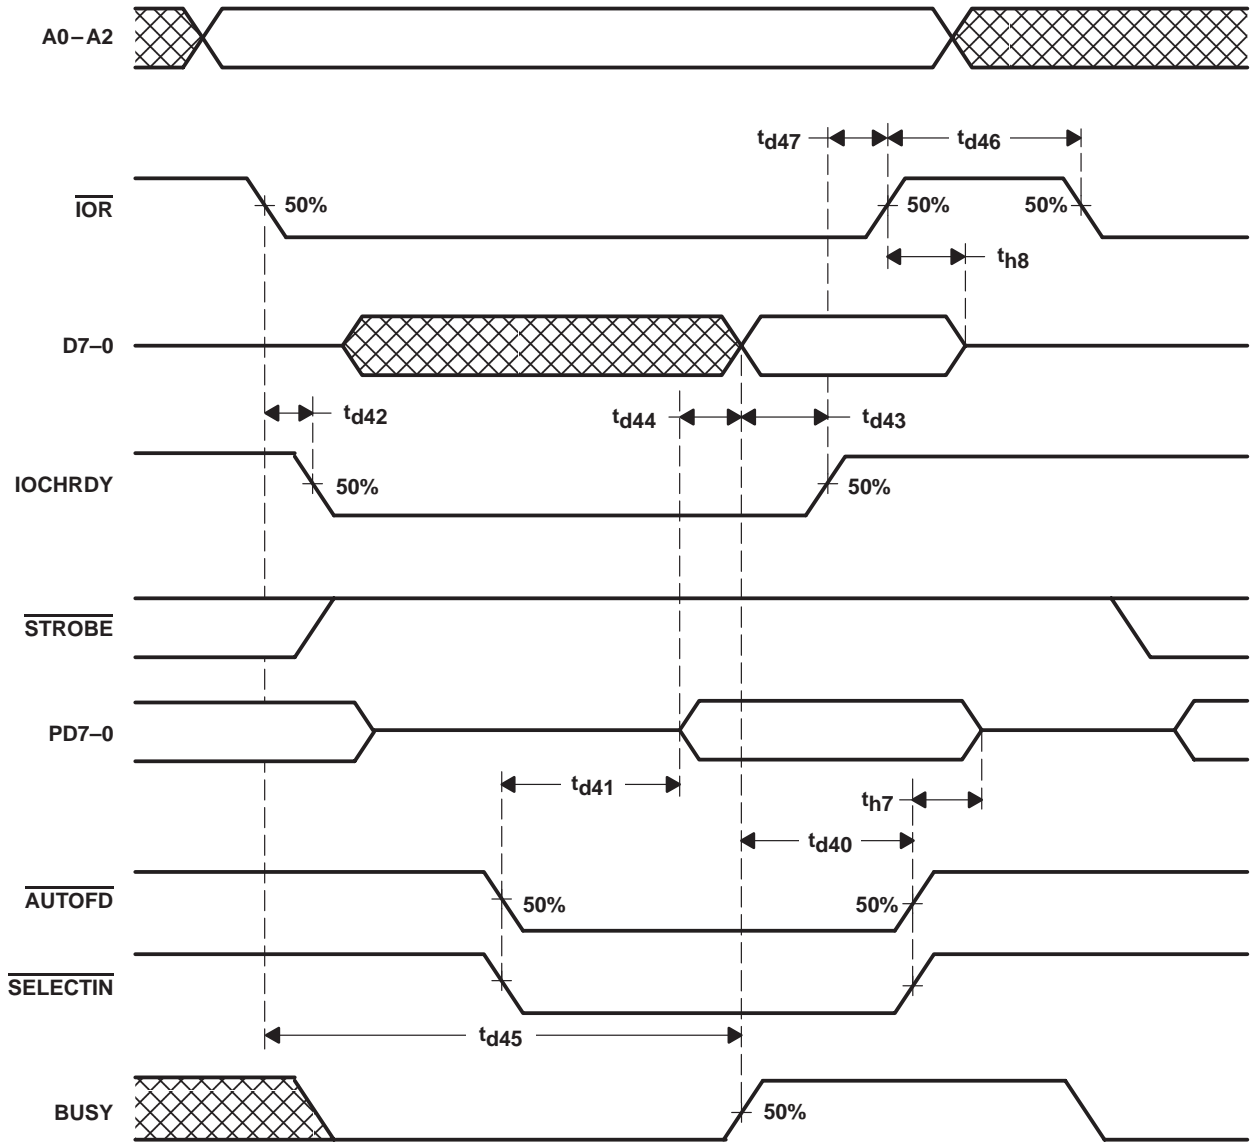 A0–A2
td47
td46
IOR
50%
50%
50%
th8
D7–0
td42
td44
td43
IOCHRDY
50%
50%
STROBE
PD7–0
td41
th7
td40
AUTOFD
50%
50%
SELECTIN
td45
BUSY
50%